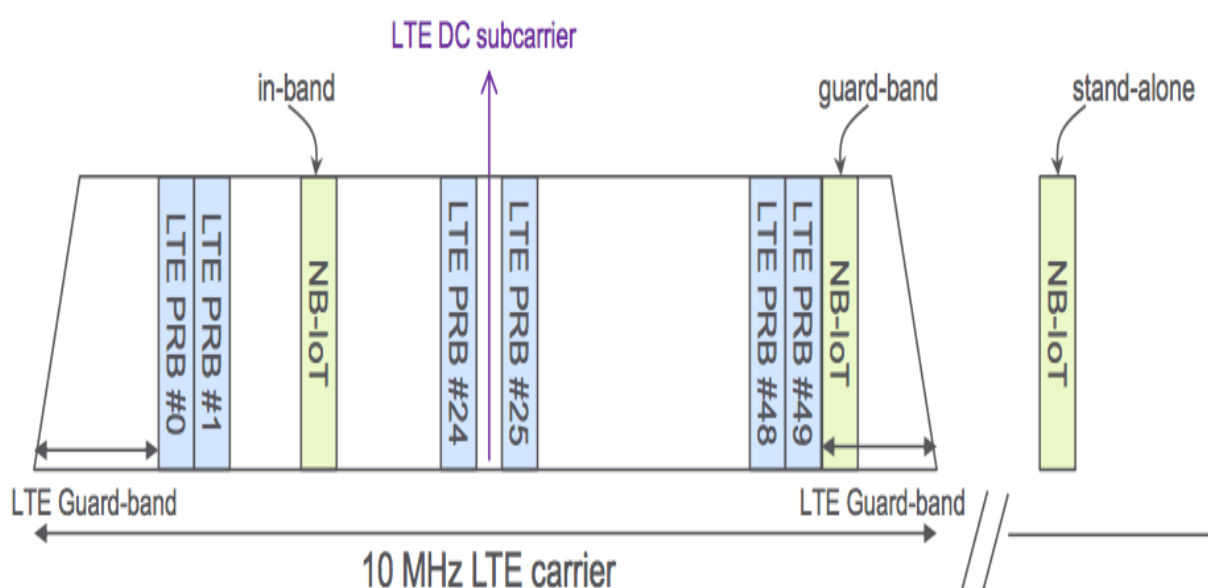 LTE DC subcarrier
in-band
guard-band
stand-alone
LTE PRB #0
LTE PRB #1
NB-IoT
LTE PRB #24
LTE PRB #25
LTE PRB #48
LTE PRB #49
NB-IoT
NB-IoT
LTE Guard-band
LTE Guard-band
10 MHz LTE carrier